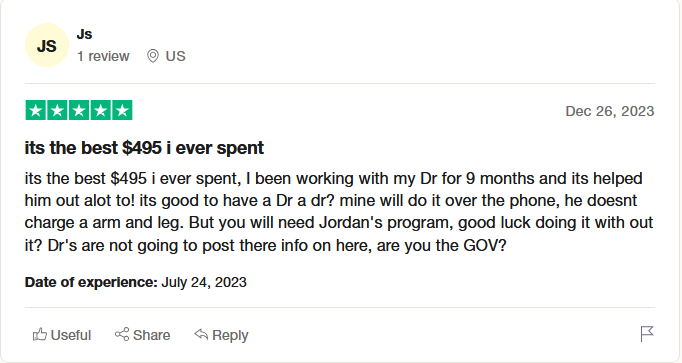 JS
Js
1 review US
Dec 26, 2023
its the best $495 i ever spent
its the best $495 i ever spent, I been working with my Dr for 9 months and its helped
him out alot to! its good to have a Dr a dr? mine will do it over the phone, he doesnt
charge a arm and leg. But you will need Jordan's program, good luck doing it with out
it? Dr's are not going to post there info on here, are you the GOV?
Date of experience: July 24, 2023
Useful Share Reply